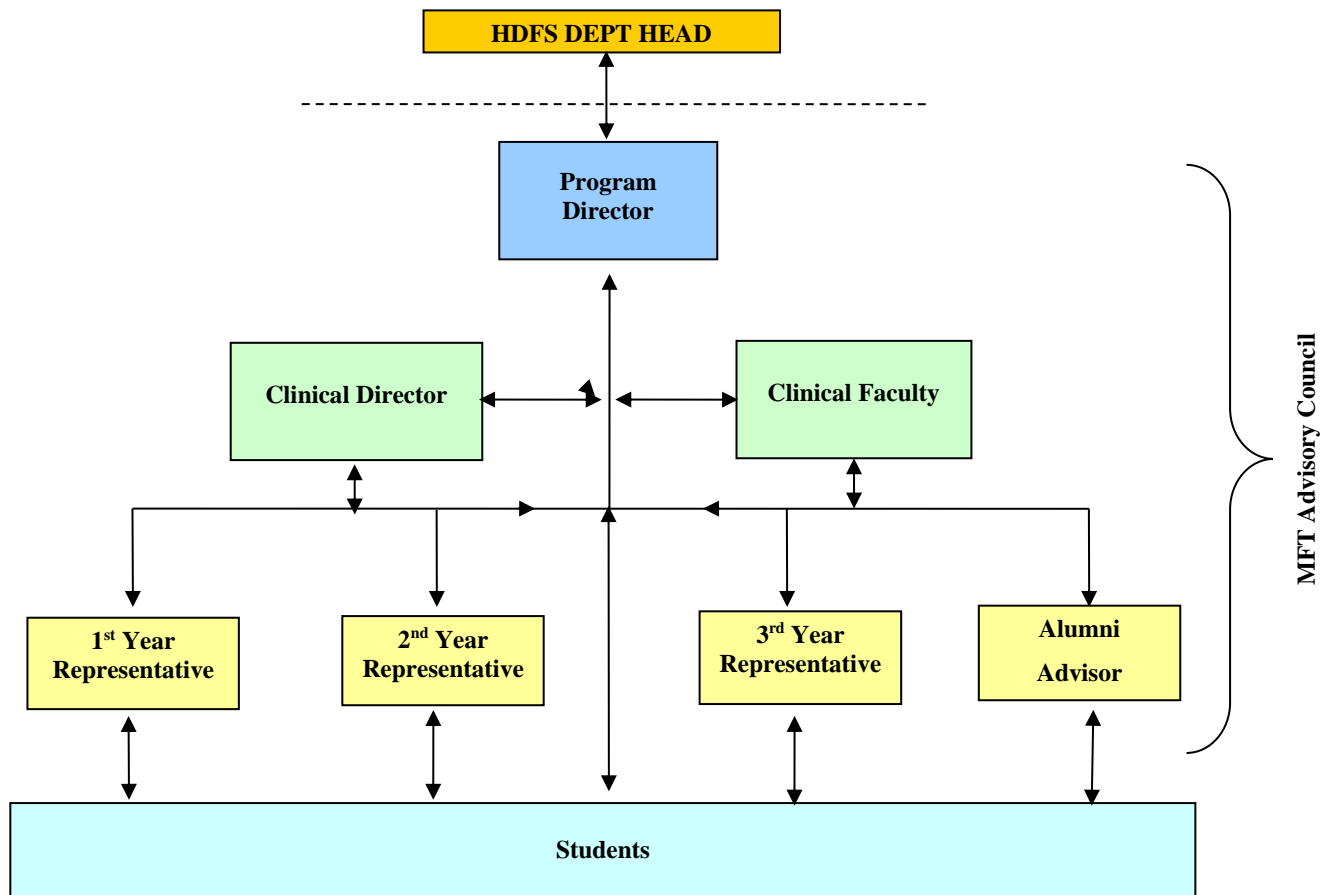 HDFS DEPT HEAD
Program
Director
Clinical Director
Clinical Faculty
MFT Advisory Council
1st Year
Representative
2nd Year
Representative
3rd Year
Representative
Alumni
Advisor
Students